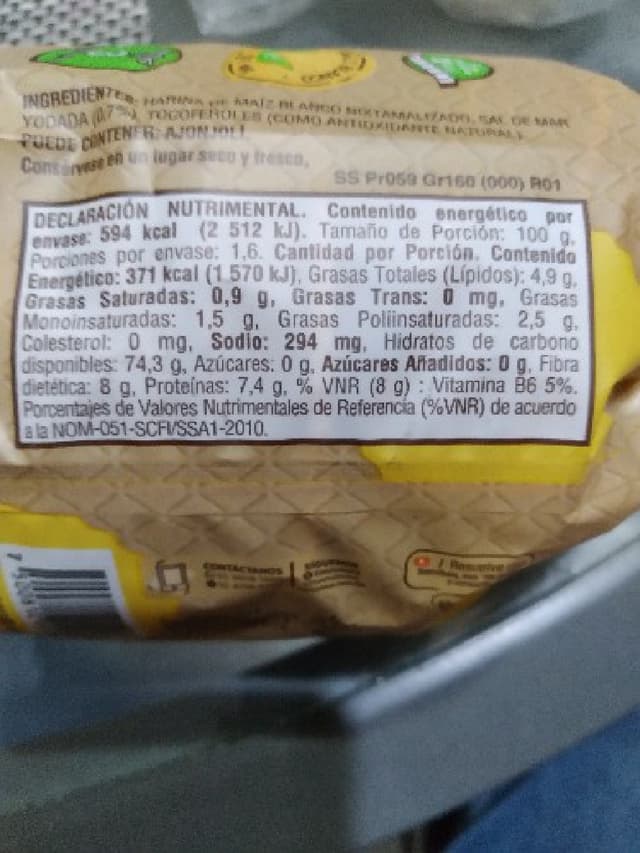 INGREDIENTES: HARINA DE MAÍZ BLANCO NIXTAMALIZADO, SAL DE MAR
YODADA (0,7%), TOCOFEROLES (COMO ANTIOXIDANTE NATURAL).
PUEDE CONTENER: AJONJOLÍ.
Consérvese en un lugar seco y fresco.
SS Pr059 Gr166 (000) R01
DECLARACIÓN NUTRIMENTAL. Contenido energético por
envase: 594 kcal (2 512 kJ). Tamaño de Porción: 100 g.
Porciones por envase: 1,6. Cantidad por Porción. Contenido
Energético: 371 kcal (1 570 kJ), Grasas Totales (Lípidos): 4,9 g,
Grasas Saturadas: 0,9 g, Grasas Trans: 0 mg, Grasas
Monoinsaturadas: 1,5 g, Grasas Poliinsaturadas: 2,5 g,
Colesterol: 0 mg, Sodio: 294 mg, Hidratos de carbono
disponibles: 74,3 g, Azúcares: 0 g, Azúcares Añadidos: 0 g, Fibra
dietética: 8 g, Proteínas: 7,4 g, % VNR (8 g) : Vitamina B6 5%.
Porcentajes de Valores Nutrimentales de Referencia (%VNR) de acuerdo
a la NOM-051-SCFI/SSA1-2010.
CONTÁCTANOS